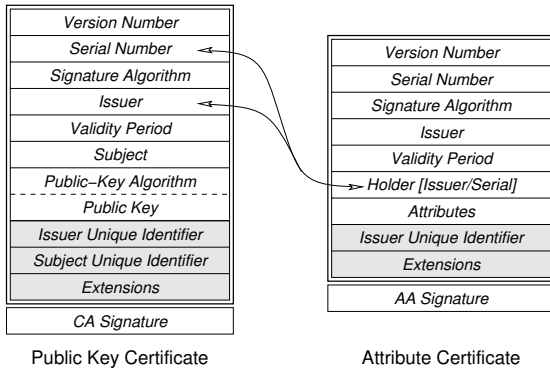 Version Number
Serial Number
Signature Algorithm
Issuer
Validity Period
Subject
Public–Key Algorithm
Public Key
Issuer Unique Identifier
Subject Unique Identifier
Extensions
CA Signature
Public Key Certificate
Version Number
Serial Number
Signature Algorithm
Issuer
Validity Period
Holder [Issuer/Serial]
Attributes
Issuer Unique Identifier
Extensions
AA Signature
Attribute Certificate